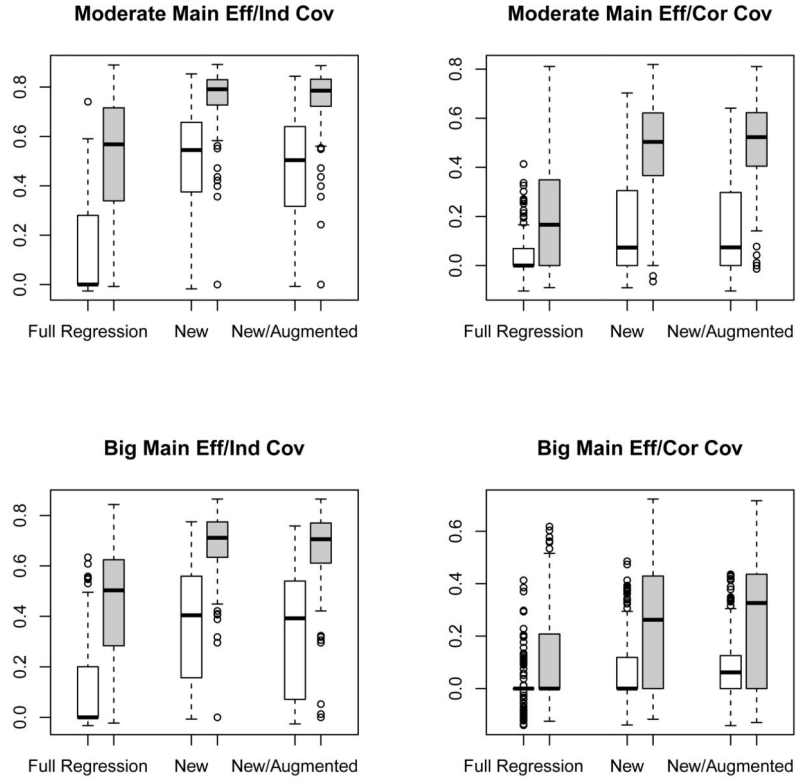 Moderate Main Eff/Ind Cov
0.8
0.6
0.4
0.2
0.0
Full Regression New New/Augmented
Moderate Main Eff/Cor Cov
0.8
0.6
0.4
0.2
0.0
Full Regression New New/Augmented
Big Main Eff/Ind Cov
0.8
0.6
0.4
0.2
0.0
Full Regression New New/Augmented
Big Main Eff/Cor Cov
0.6
0.4
0.2
0.0
Full Regression New New/Augmented